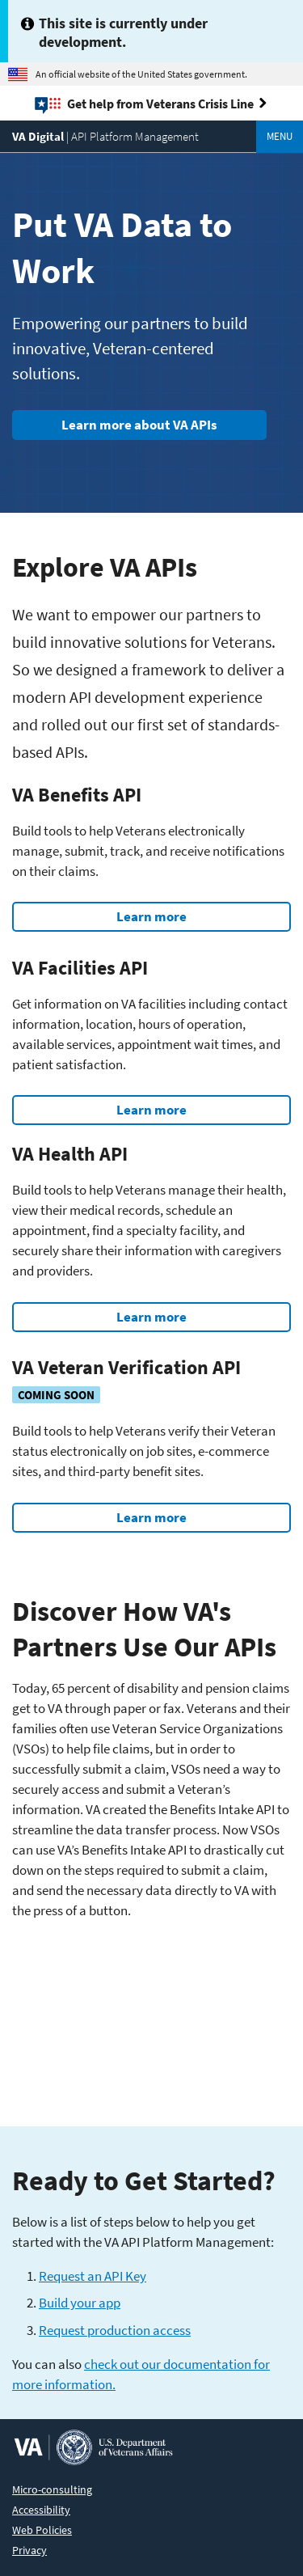 This site is currently under
development.
An official website of the United States government.
Get help from Veterans Crisis Line
VA Digital | API Platform Management
MENU
Put VA Data to
Work
Empowering our partners to build
innovative, Veteran-centered
solutions.
Learn more about VA APIs
Explore VA APIs
We want to empower our partners to
build innovative solutions for Veterans.
So we designed a framework to deliver a
modern API development experience
and rolled out our first set of standards-
based APIs.
VA Benefits API
Build tools to help Veterans electronically
manage, submit, track, and receive notifications
on their claims.
Learn more
VA Facilities API
Get information on VA facilities including contact
information, location, hours of operation,
available services, appointment wait times, and
patient satisfaction.
Learn more
VA Health API
Build tools to help Veterans manage their health,
view their medical records, schedule an
appointment, find a specialty facility, and
securely share their information with caregivers
and providers.
Learn more
VA Veteran Verification API
COMING SOON
Build tools to help Veterans verify their Veteran
status electronically on job sites, e-commerce
sites, and third-party benefit sites.
Learn more
Discover How VA's
Partners Use Our APIs
Today, 65 percent of disability and pension claims
get to VA through paper or fax. Veterans and their
families often use Veteran Service Organizations
(VSOs) to help file claims, but in order to
successfully submit a claim, VSOs need a way to
securely access and submit a Veteran’s
information. VA created the Benefits Intake API to
streamline the data transfer process. Now VSOs
can use VA’s Benefits Intake API to drastically cut
down on the steps required to submit a claim,
and send the necessary data directly to VA with
the press of a button.
Ready to Get Started?
Below is a list of steps below to help you get
started with the VA API Platform Management:
1. Request an API Key
2. Build your app
3. Request production access
You also check out our documentation for
more information.
VA
U.S. Department
of Veterans Affairs
Micro-consulting
Accessibility
Web Policies
Privacy